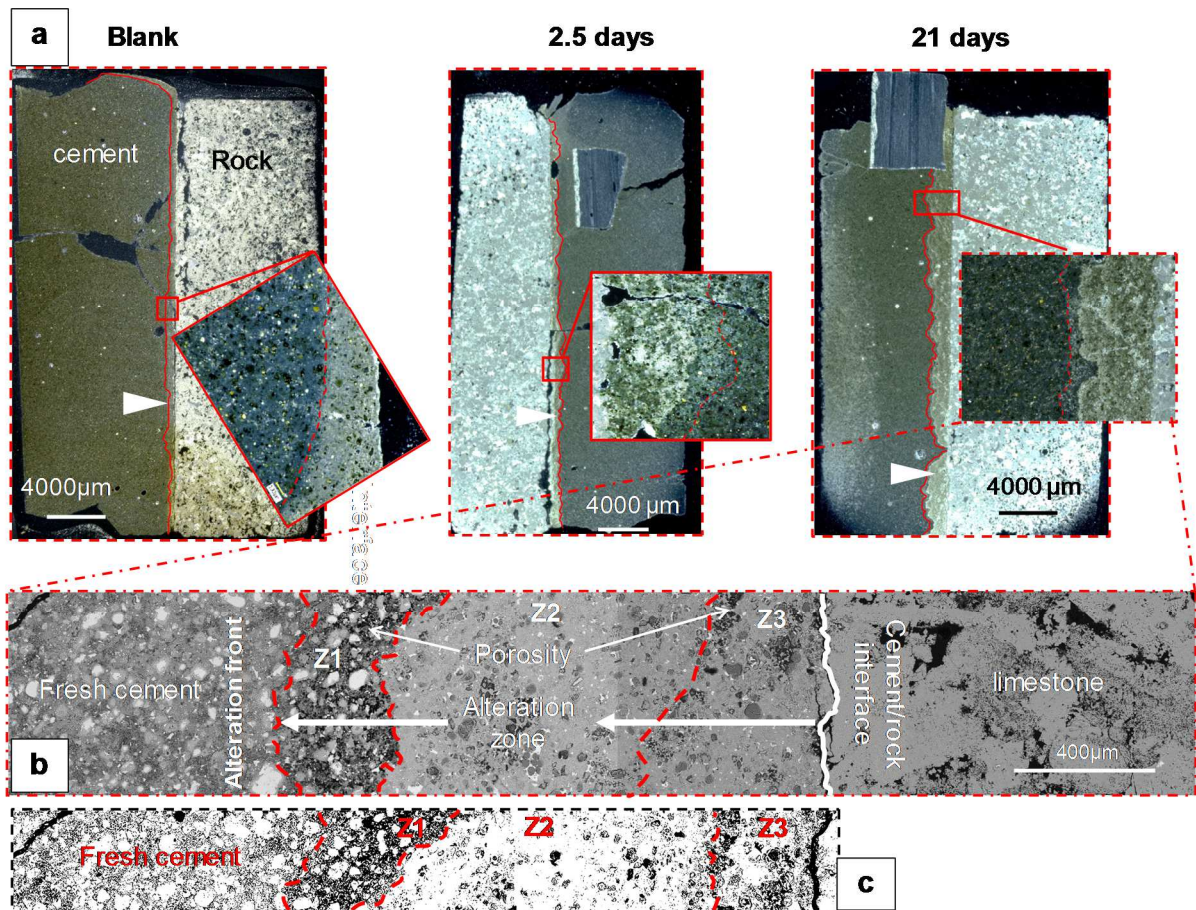 a
Blank
2.5 days
21 days
cement
Rock
4000µm
4000 µm
4000 µm
Fresh cement
Alteration front
Z1
Z2
Porosity
Alteration
zone
Z3
Cement/rock
interface
limestone
400µm
b
Fresh cement
Z1
Z2
Z3
c